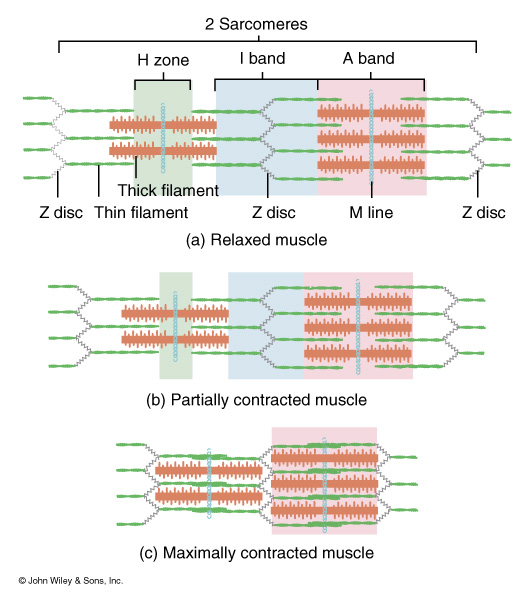 2 Sarcomeres
H zone I band A band
Thick filament
Z disc Thin filament Z disc M line Z disc
(a) Relaxed muscle
(b) Partially contracted muscle
(c) Maximally contracted muscle
© John Wiley & Sons, Inc.